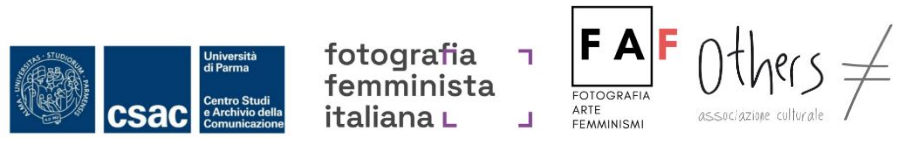 ALMA UNIVERSITAS STUDIORUM PARMENSIS
csac
Università
di Parma
Centro Studi
e Archivio della
Comunicazione
fotografia
femminista
italiana
FAF
FOTOGRAFIA
ARTE
FEMMINISMI
Others ≠
associazione culturale